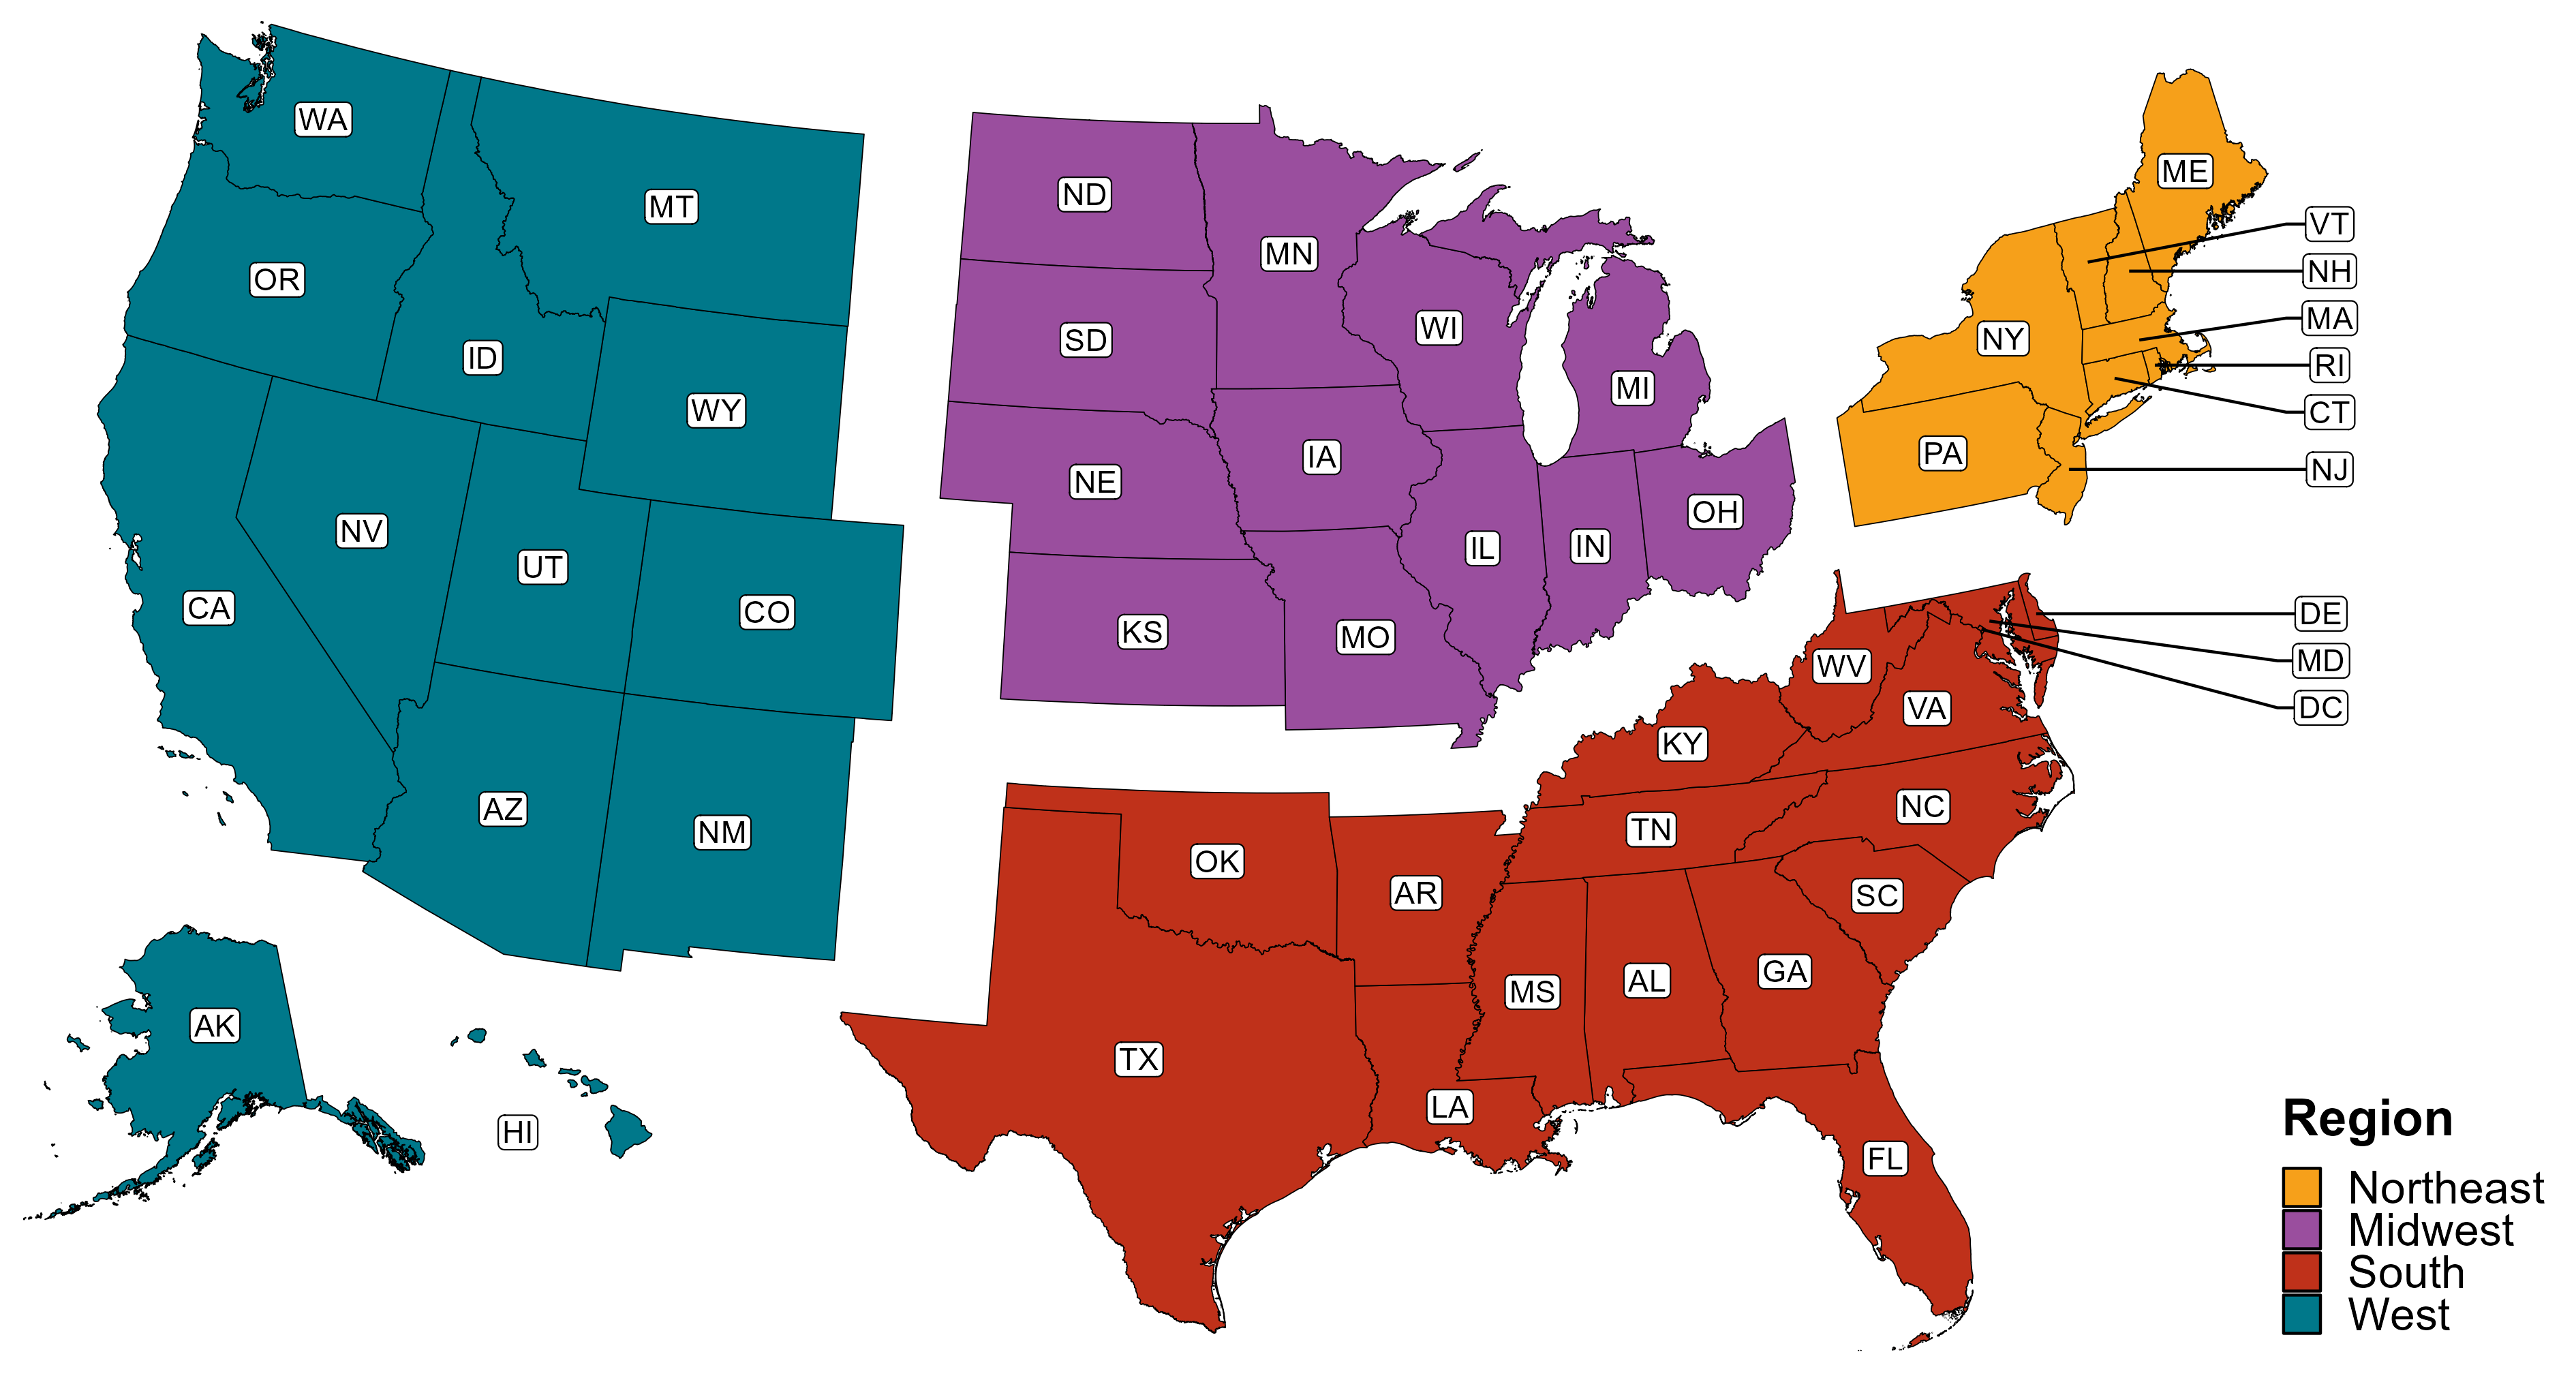 WA
MT
OR
ID
WY
NV
UT
CA
CO
AZ
NM
AK
HI
ND
MN
SD
WI
MI
NE
IA
OH
IL
IN
KS
MO
ME
VT
NH
MA
NY
RI
CT
PA
NJ
DE
MD
WV
DC
VA
KY
NC
TN
OK
AR
SC
GA
AL
MS
TX
LA
FL
Region
Northeast
Midwest
South
West